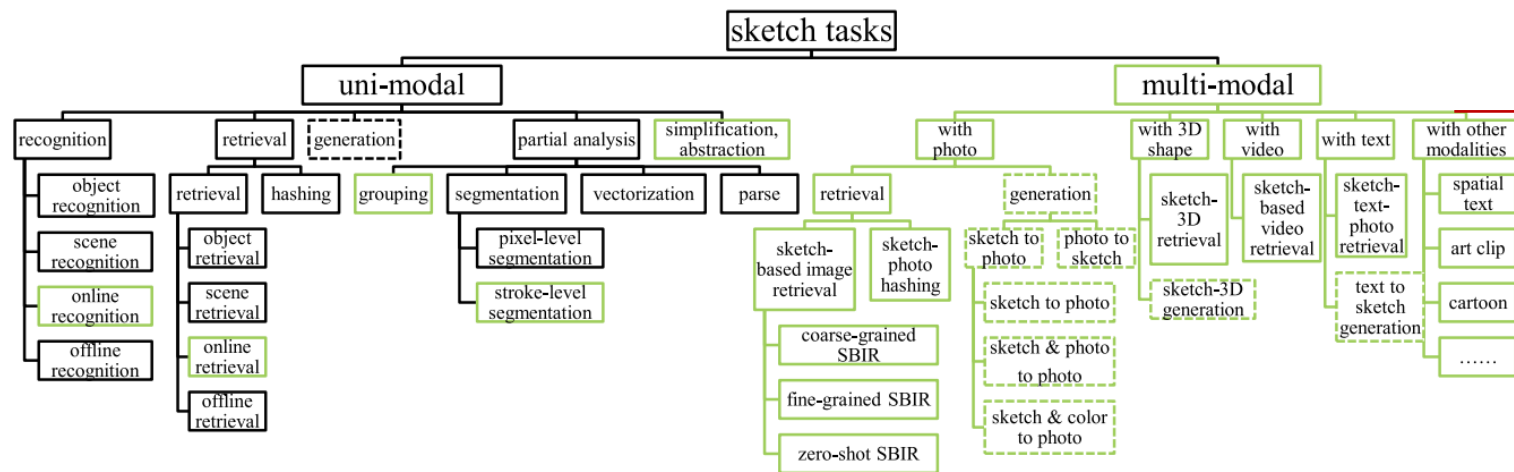 sketch tasks
uni-modal
multi-modal
recognition
retrieval
generation
partial analysis
simplification,
abstraction
with
photo
with 3D
shape
with
video
with text
with other
modalities
object
recognition
scene
recognition
online
recognition
offline
recognition
retrieval
hashing
object
retrieval
scene
retrieval
online
retrieval
offline
retrieval
grouping
segmentation
vectorization
parse
pixel-level
segmentation
stroke-level
segmentation
retrieval
generation
sketch-
based image
retrieval
sketch-
photo
hashing
coarse-grained
SBIR
fine-grained SBIR
zero-shot SBIR
sketch to
photo
photo to
sketch
sketch to photo
sketch & photo
to photo
sketch & color
to photo
sketch-
3D
retrieval
sketch-3D
generation
sketch-
based
video
retrieval
sketch-
text-
photo
retrieval
text to
sketch
generation
spatial
text
art clip
cartoon
……